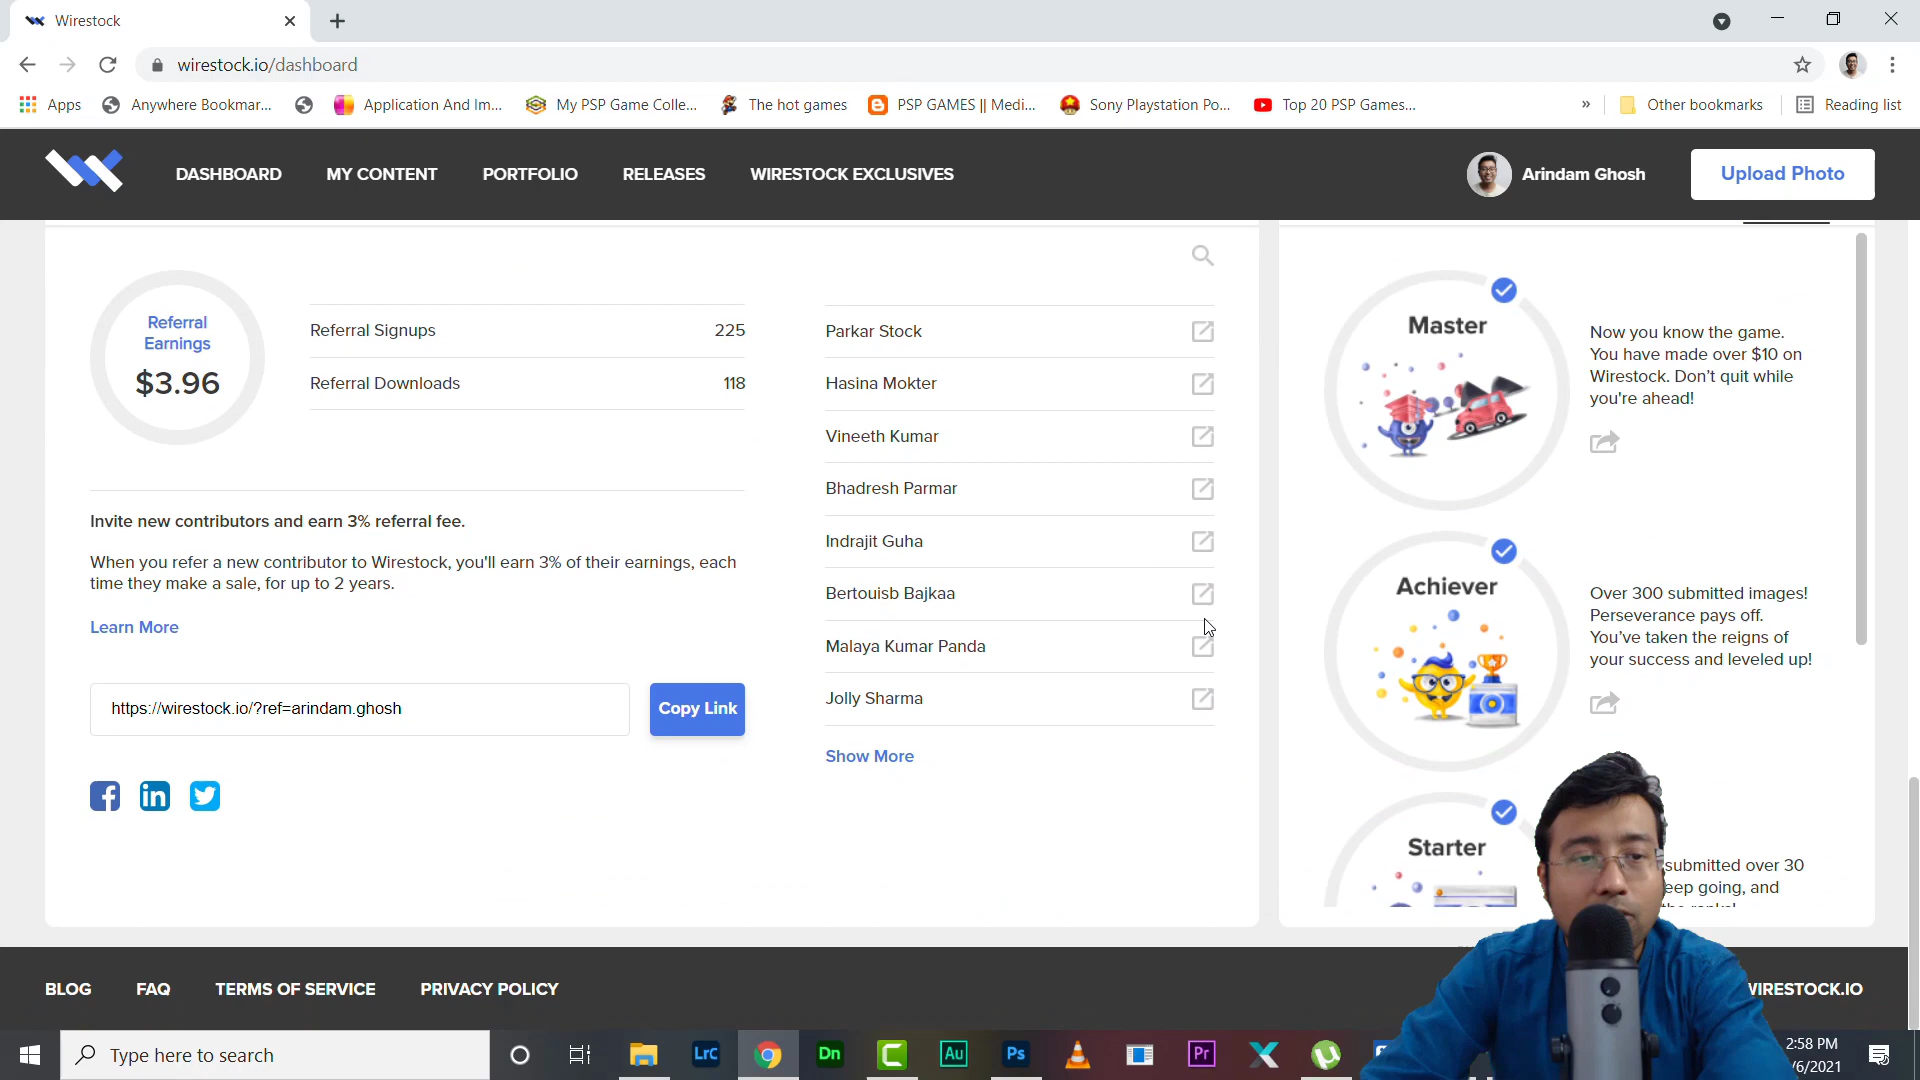 Wirestock
wirestock.io/dashboard
Apps
Anywhere Bookmar...
Application And Im...
My PSP Game Colle...
The hot games
PSP GAMES || Medi...
Sony Playstation Po...
Top 20 PSP Games...
»
Other bookmarks
Reading list
DASHBOARD
MY CONTENT
PORTFOLIO
RELEASES
WIRESTOCK EXCLUSIVES
Arindam Ghosh
Upload Photo
Referral
Earnings
$3.96
Referral Signups 225
Referral Downloads 118
Invite new contributors and earn 3% referral fee.
When you refer a new contributor to Wirestock, you'll earn 3% of their earnings, each
time they make a sale, for up to 2 years.
Learn More
https://wirestock.io/?ref=arindam.ghosh
Copy Link
Parkar Stock
Hasina Mokter
Vineeth Kumar
Bhadresh Parmar
Indrajit Guha
Bertouisb Bajkaa
Malaya Kumar Panda
Jolly Sharma
Show More
Master
Now you know the game.
You have made over $10 on
Wirestock. Don't quit while
you're ahead!
Achiever
Over 300 submitted images!
Perseverance pays off.
You've taken the reigns of
your success and leveled up!
Starter
submitted over 30
eep going, and
BLOG
FAQ
TERMS OF SERVICE
PRIVACY POLICY
WIRESTOCK.IO
Type here to search
LrC
Dn
Au
Ps
Pr
2:58 PM
/6/2021